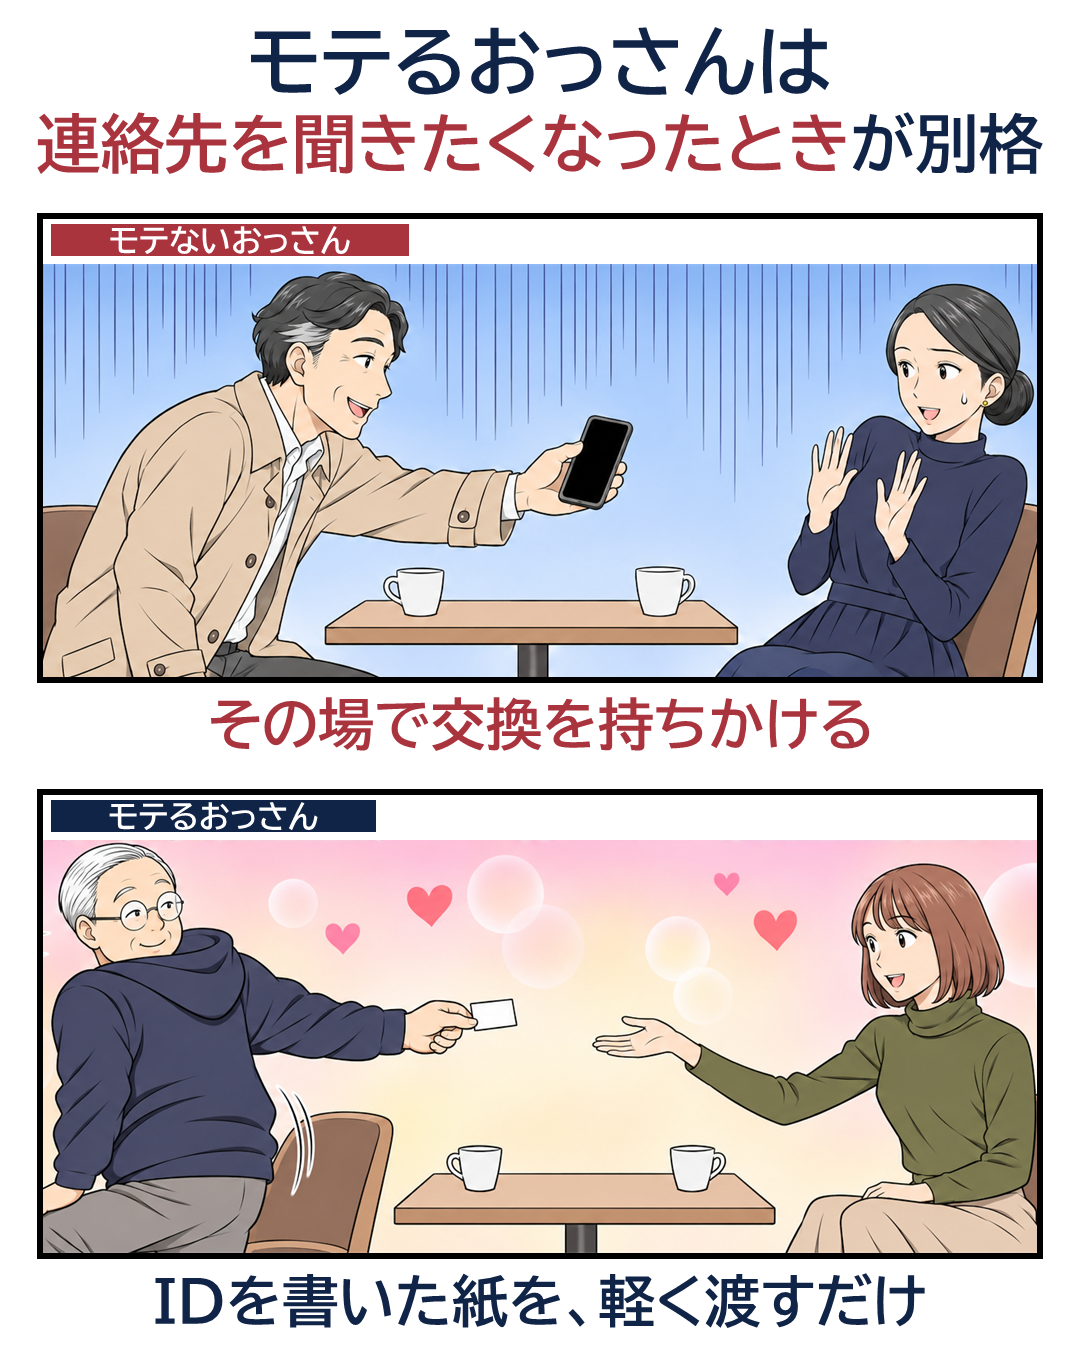 モテるおっさんは
連絡先を聞きたくなったときが別格
モテないおっさん
その場で交換を持ちかける
モテるおっさん
IDを書いた紙を、軽く渡すだけ